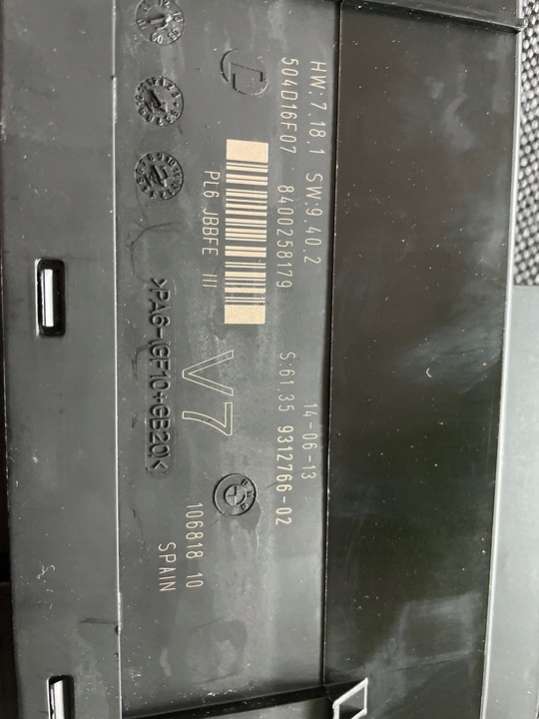 HW:7.18.1 SW:9.40.2 14-06-13
504D16F07 8400258179 S:61.35 9312766-02
PL6 JBBFE III V7
106818 10
SPAIN
>PA6-(GF10+GB20)<
BMW